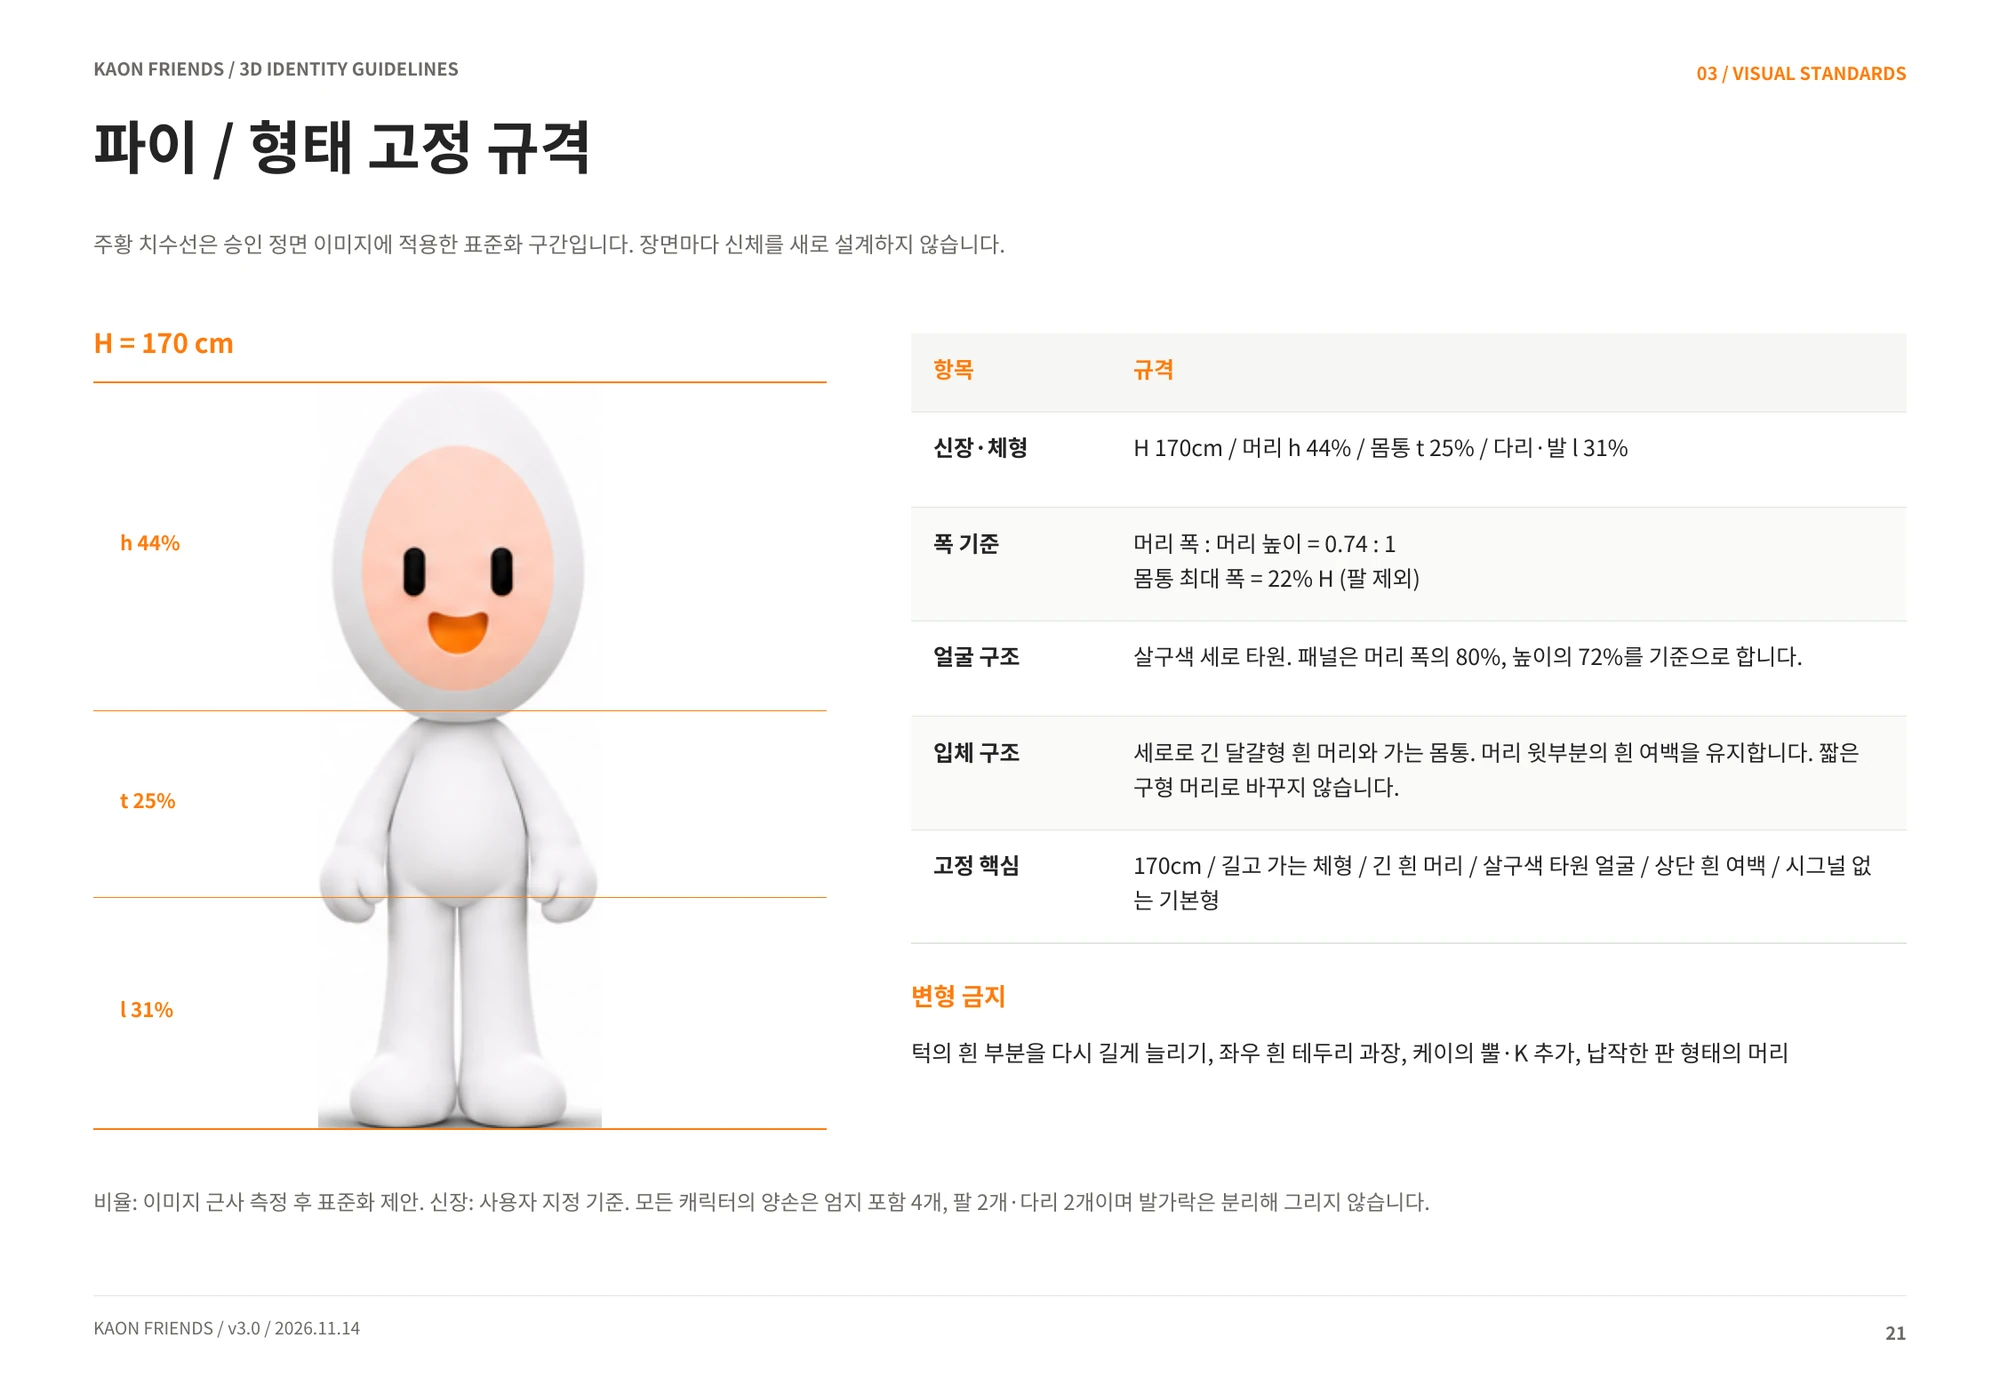 KAON FRIENDS / 3D IDENTITY GUIDELINES
03 / VISUAL STANDARDS
파이 / 형태 고정 규격
주황 치수선은 승인 정면 이미지에 적용한 표준화 구간입니다. 장면마다 신체를 새로 설계하지 않습니다.
H = 170 cm
h 44%
t 25%
l 31%
항목 규격
신장·체형 H 170cm / 머리 h 44% / 몸통 t 25% / 다리·발 l 31%
폭 기준 머리 폭 : 머리 높이 = 0.74 : 1
몸통 최대 폭 = 22% H (팔 제외)
얼굴 구조 살구색 세로 타원. 패널은 머리 폭의 80%, 높이의 72%를 기준으로 합니다.
입체 구조 세로로 긴 달걀형 흰 머리와 가는 몸통. 머리 윗부분의 흰 여백을 유지합니다. 짧은
구형 머리로 바꾸지 않습니다.
고정 핵심 170cm / 길고 가는 체형 / 긴 흰 머리 / 살구색 타원 얼굴 / 상단 흰 여백 / 시그널 없
는 기본형
변형 금지
턱의 흰 부분을 다시 길게 늘리기, 좌우 흰 테두리 과장, 케이의 뿔·K 추가, 납작한 판 형태의 머리
비율: 이미지 근사 측정 후 표준화 제안. 신장: 사용자 지정 기준. 모든 캐릭터의 양손은 엄지 포함 4개, 팔 2개·다리 2개이며 발가락은 분리해 그리지 않습니다.
KAON FRIENDS / v3.0 / 2026.11.14
21